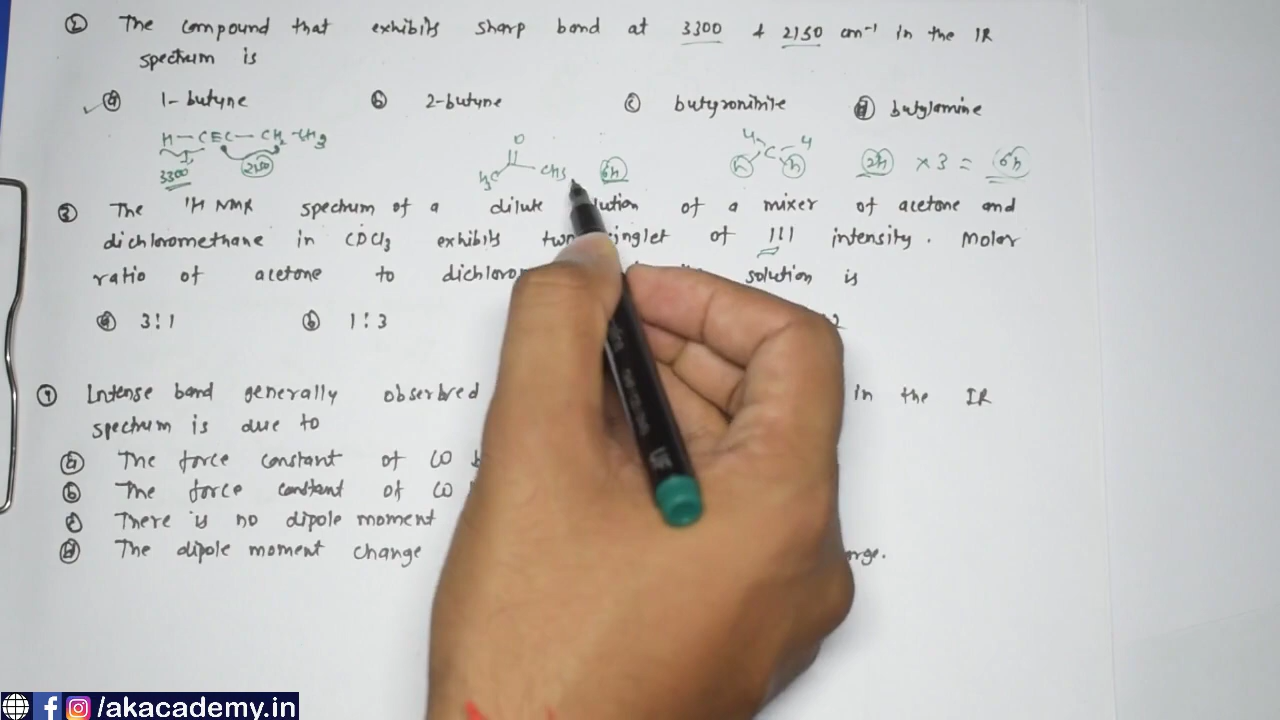 ② The compound that exhibits sharp band at 3300 & 2150 cm⁻¹ in the IR
spectrum is
ⓐ 1-butyne ⓑ 2-butyne ⓒ butyronitrile ⓓ butylamine
H-C≡C-CH₂-CH₃
3300 2150
O
H₃C CH₃ 6H
C
H H 2H ×3 = 6H
③ The ¹H NMR spectrum of a dilute solution of a mixer of acetone and
dichloromethane in CDCl₃ exhibits two singlet of 1:1 intensity. Molar
ratio of acetone to solution is
ⓐ 3:1 ⓑ 1:3
Intense band generally obserbred in the IR
spectrum is due to
ⓐ The force constant of CO
ⓑ The force constant of CO
ⓒ There is no dipole moment
ⓓ The dipole moment change
/akacademy.in